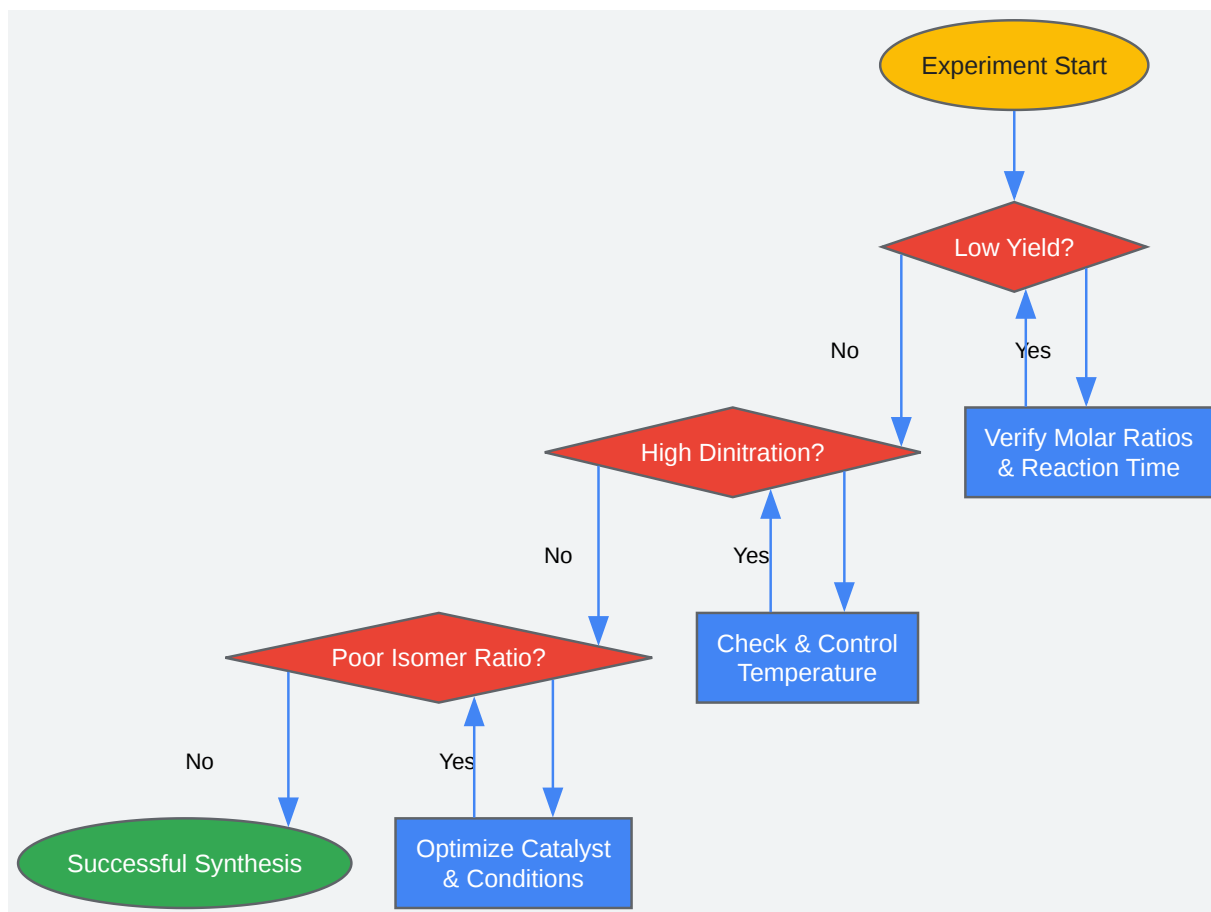 Experiment Start
Low Yield?
No
Yes
Verify Molar Ratios
& Reaction Time
High Dinitration?
No
Yes
Check & Control
Temperature
Poor Isomer Ratio?
No
Yes
Successful Synthesis
Optimize Catalyst
& Conditions